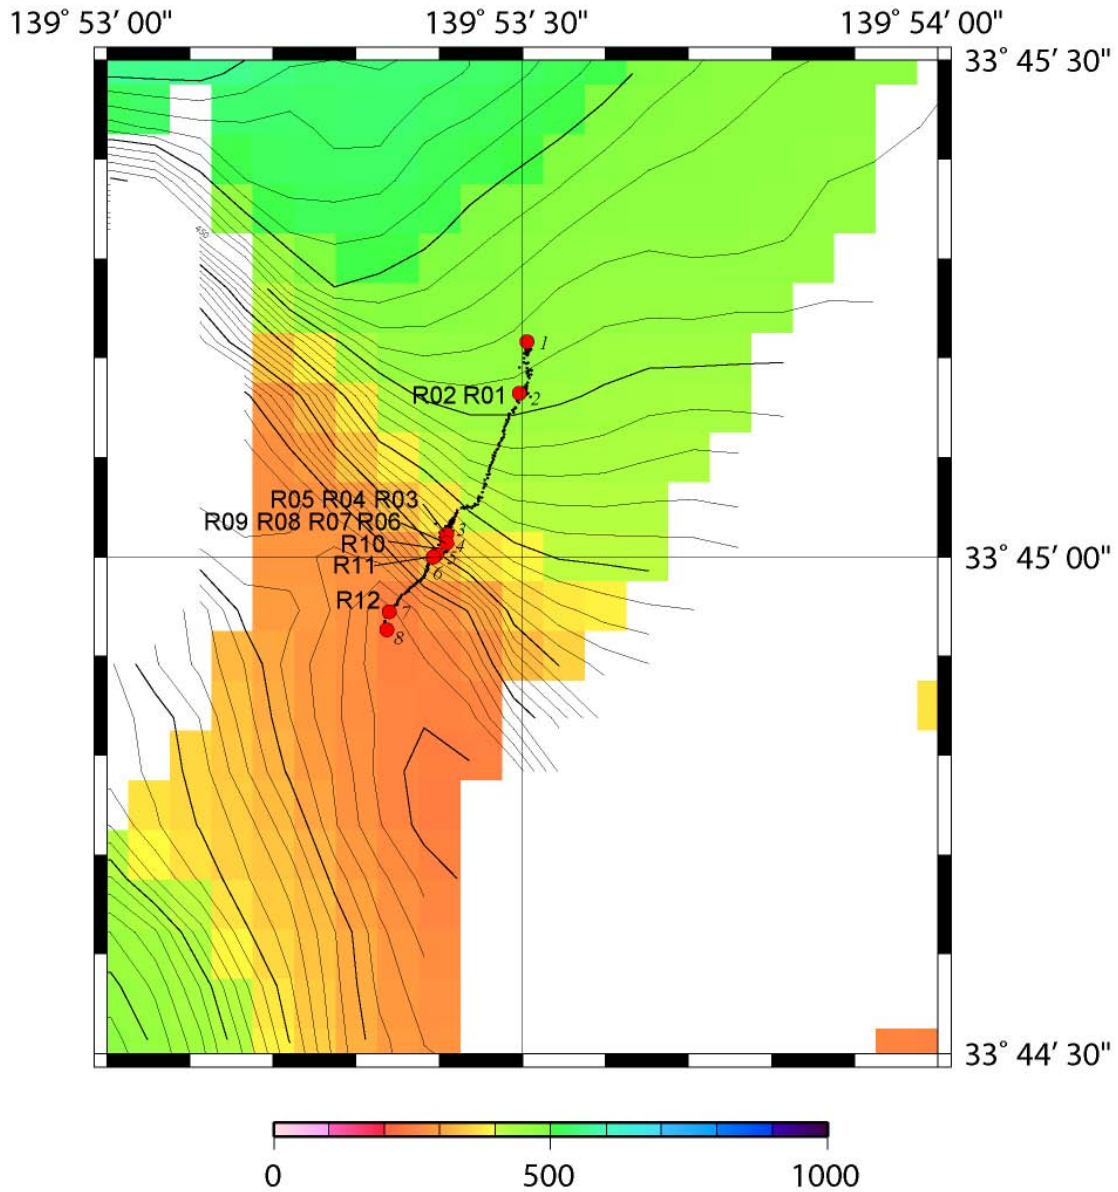 139° 53′ 00″ 139° 53′ 30″ 139° 54′ 00″
33° 45′ 30″
450
1
R02 R01 2
R05 R04 R03
R09 R08 R07 R06 3
R10 4
33° 45′ 00″
R11 5
6
R12 7
8
33° 44′ 30″
0 500 1000